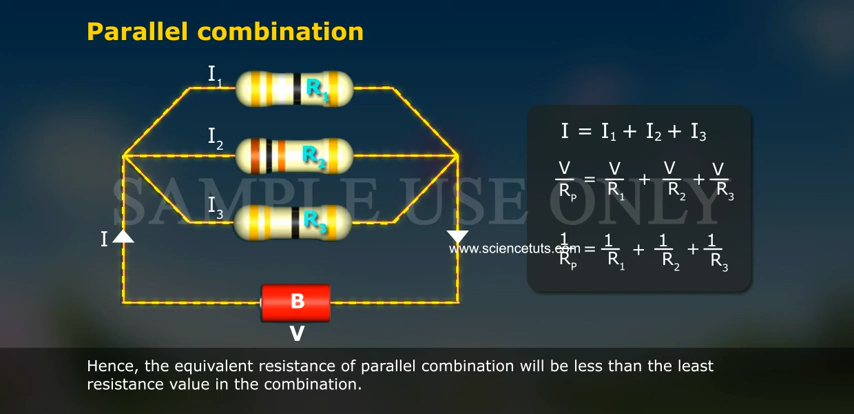 Parallel combination
I₁
R₁
I₂
R₂
I₃
R₃
I
B
V
I = I₁ + I₂ + I₃
V/Rₚ = V/R₁ + V/R₂ + V/R₃
1/Rₚ = 1/R₁ + 1/R₂ + 1/R₃
SAMPLE USE ONLY
www.sciencetuts.com
Hence, the equivalent resistance of parallel combination will be less than the least
resistance value in the combination.